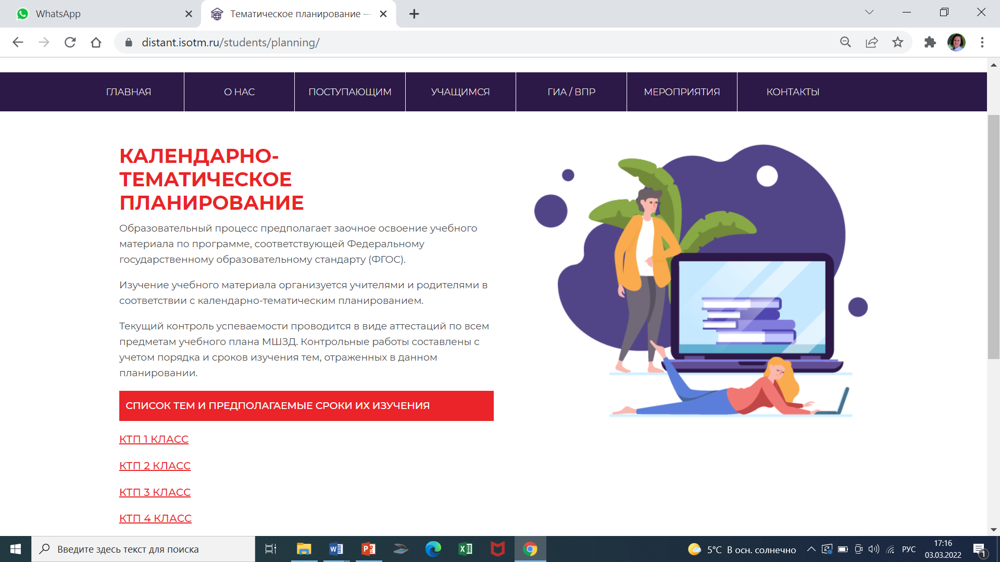 WhatsApp
Тематическое планирование —
distant.isotm.ru/students/planning/
ГЛАВНАЯ
О НАС
ПОСТУПАЮЩИМ
УЧАЩИМСЯ
ГИА / ВПР
МЕРОПРИЯТИЯ
КОНТАКТЫ
КАЛЕНДАРНО-
ТЕМАТИЧЕСКОЕ
ПЛАНИРОВАНИЕ
Образовательный процесс предполагает заочное освоение учебного
материала по программе, соответствующей Федеральному
государственному образовательному стандарту (ФГОС).
Изучение учебного материала организуется учителями и родителями в
соответствии с календарно-тематическим планированием.
Текущий контроль успеваемости проводится в виде аттестаций по всем
предметам учебного плана МШЗД. Контрольные работы составлены с
учетом порядка и сроков изучения тем, отраженных в данном
планировании.
СПИСОК ТЕМ И ПРЕДПОЛАГАЕМЫЕ СРОКИ ИХ ИЗУЧЕНИЯ
КТП 1 КЛАСС
КТП 2 КЛАСС
КТП 3 КЛАСС
КТП 4 КЛАСС
Введите здесь текст для поиска
5°C В осн. солнечно
РУС
17:16
03.03.2022
1